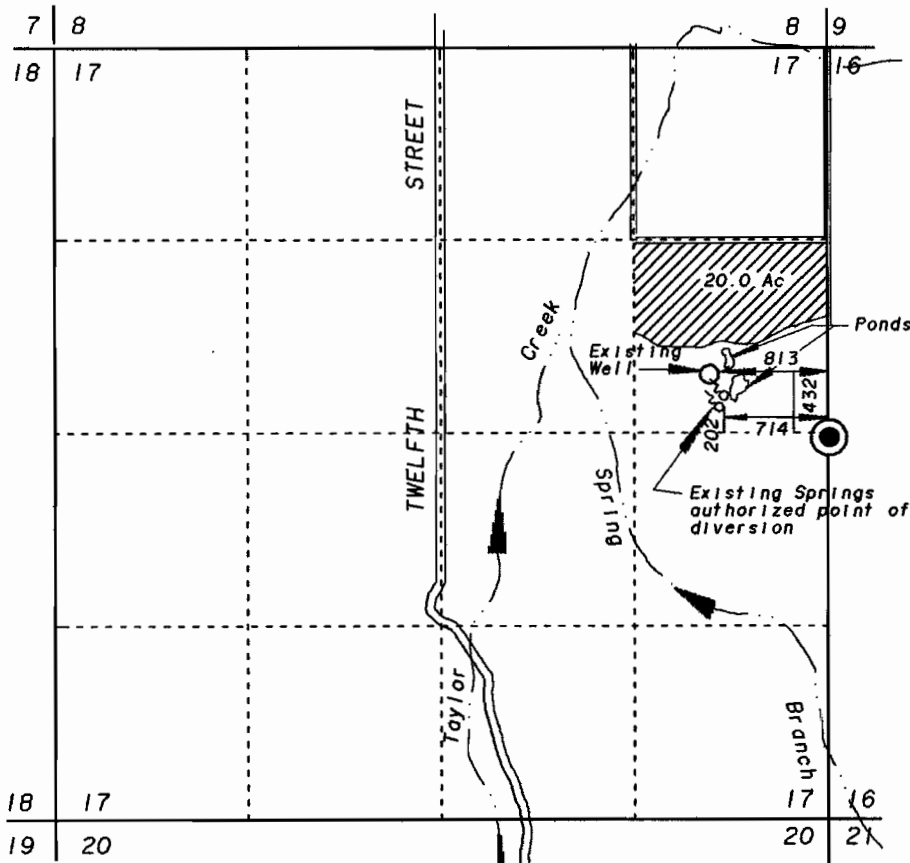 7 8
8 9
18 17
17 16
STREET
20.0 Ac
Ponds
Creek
Existing
Well
813
432
TWELFTH
202
714
Spring
Existing Springs
authorized point of
diversion
Taylor
Branch
18 17
17 16
19 20
20 21